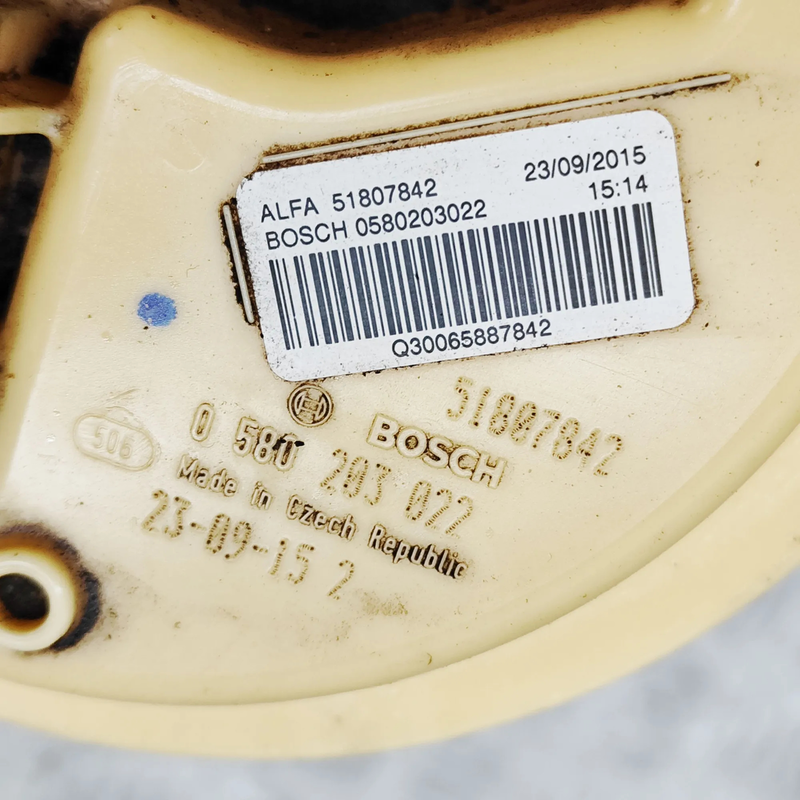 ALFA 51807842 23/09/2015
BOSCH 0580203022 15:14
Q30065887842
51807842
506 0 580 203 022 BOSCH
Made in Czech Republic
23-09-15 2